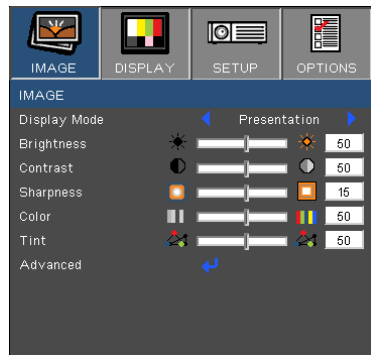 IMAGE DISPLAY SETUP OPTIONS
IMAGE
Display Mode Presentation
Brightness 50
Contrast 50
Sharpness 15
Color 50
Tint 50
Advanced